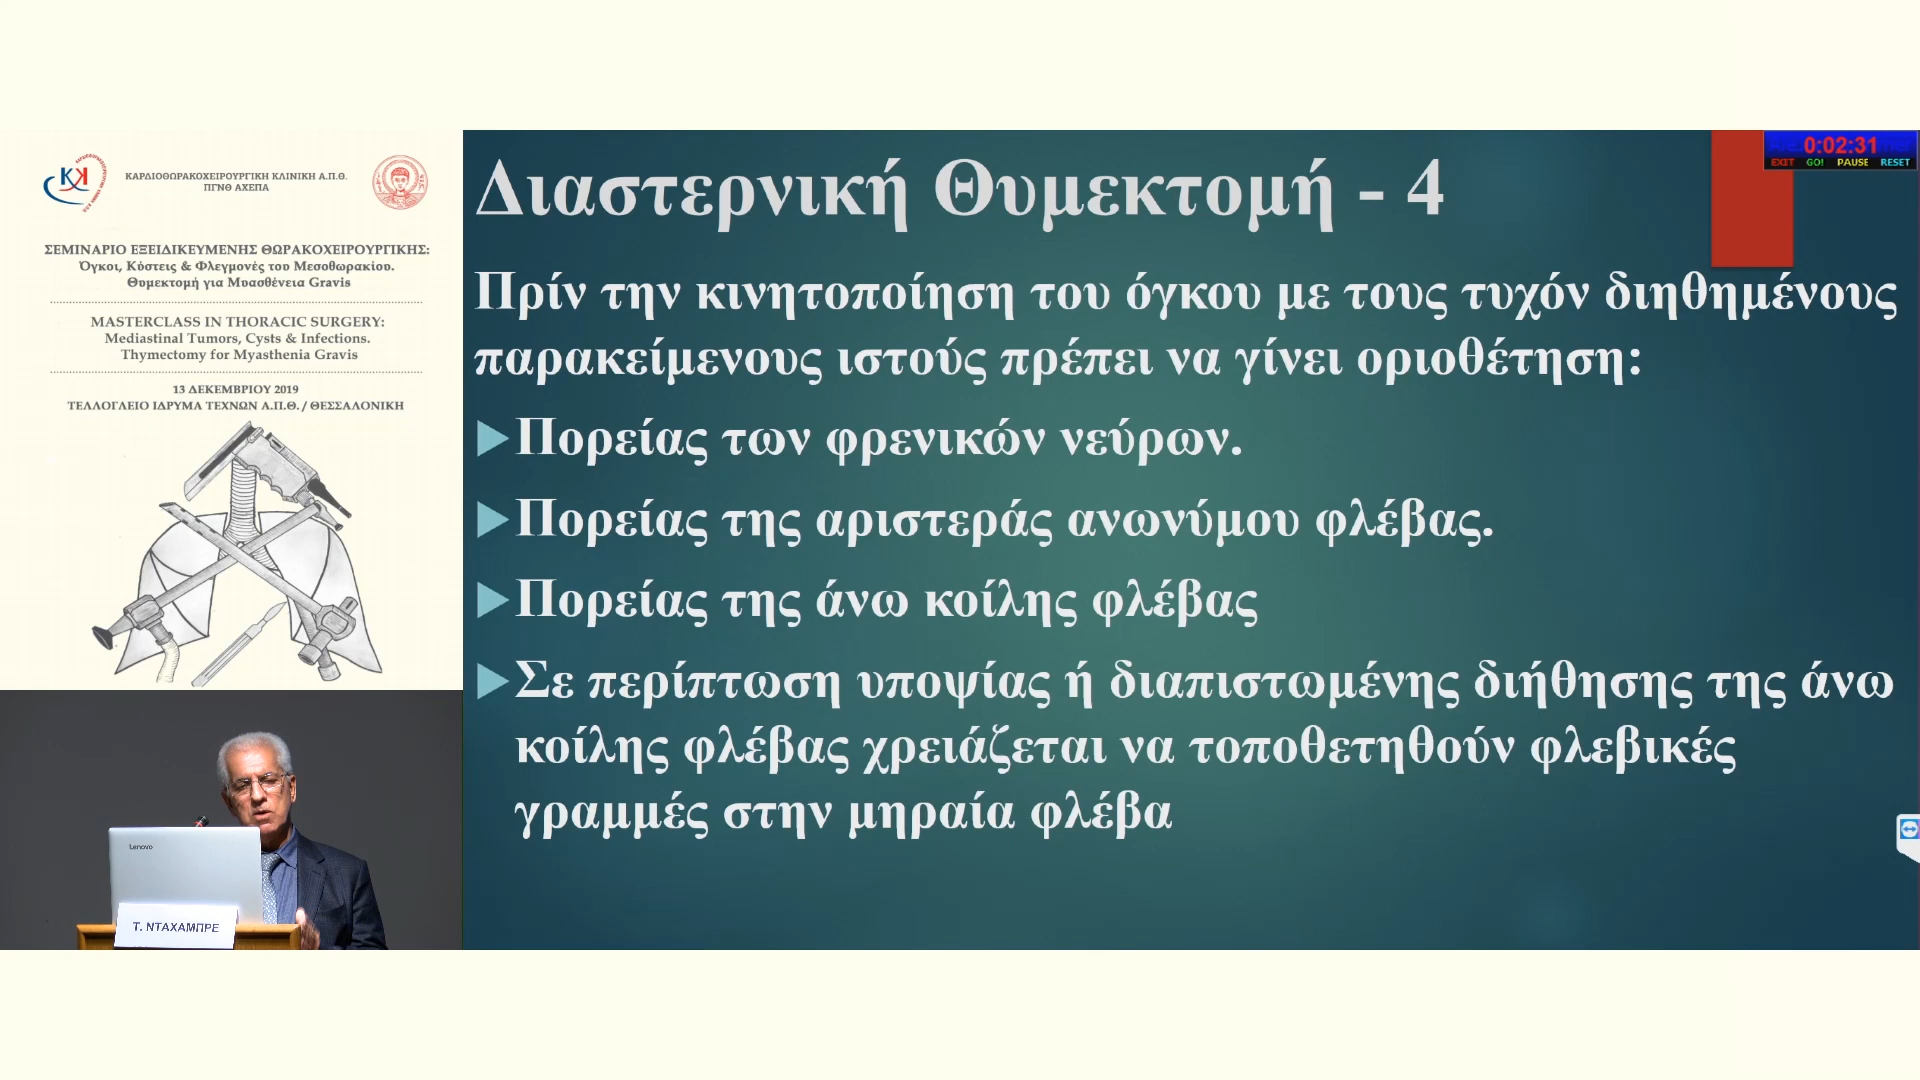 ΚΑΡΔΙΟΘΩΡΑΚΟΧΕΙΡΟΥΡΓΙΚΗ ΚΛΙΝΙΚΗ Α.Π.Θ.
ΠΓΝΘ ΑΧΕΠΑ
ΣΕΜΙΝΑΡΙΟ ΕΞΕΙΔΙΚΕΥΜΕΝΗΣ ΘΩΡΑΚΟΧΕΙΡΟΥΡΓΙΚΗΣ:
Όγκοι, Κύστεις & Φλεγμονές του Μεσοθωρακίου.
Θυμεκτομή για Μυασθένεια Gravis
MASTERCLASS IN THORACIC SURGERY:
Mediastinal Tumors, Cysts & Infections.
Thymectomy for Myasthenia Gravis
13 ΔΕΚΕΜΒΡΙΟΥ 2019
ΤΕΛΛΟΓΛΕΙΟ ΙΔΡΥΜΑ ΤΕΧΝΩΝ Α.Π.Θ. / ΘΕΣΣΑΛΟΝΙΚΗ
Lenovo
Τ. ΝΤΑΧΑΜΠΡΕ
Διαστερνική Θυμεκτομή - 4
0:02:31
EXIT GO! PAUSE RESET
Πρίν την κινητοποίηση του όγκου με τους τυχόν διηθημένους
παρακείμενους ιστούς πρέπει να γίνει οριοθέτηση:
Πορείας των φρενικών νεύρων.
Πορείας της αριστεράς ανωνύμου φλέβας.
Πορείας της άνω κοίλης φλέβας
Σε περίπτωση υποψίας ή διαπιστωμένης διήθησης της άνω
κοίλης φλέβας χρειάζεται να τοποθετηθούν φλεβικές
γραμμές στην μηραία φλέβα